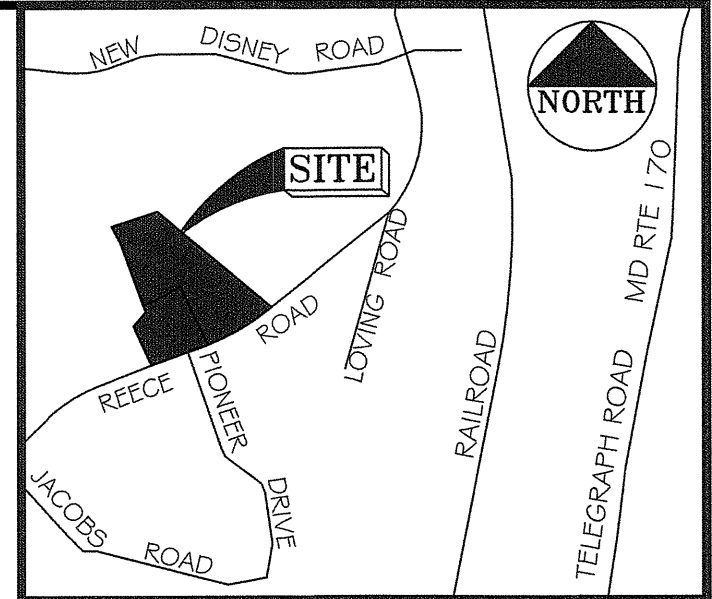 NEW DISNEY ROAD
NORTH
SITE
MD RTE 170
LOVING ROAD
ROAD
REECE
PIONEER
DRIVE
RAILROAD
TELEGRAPH ROAD
JACOBS
ROAD